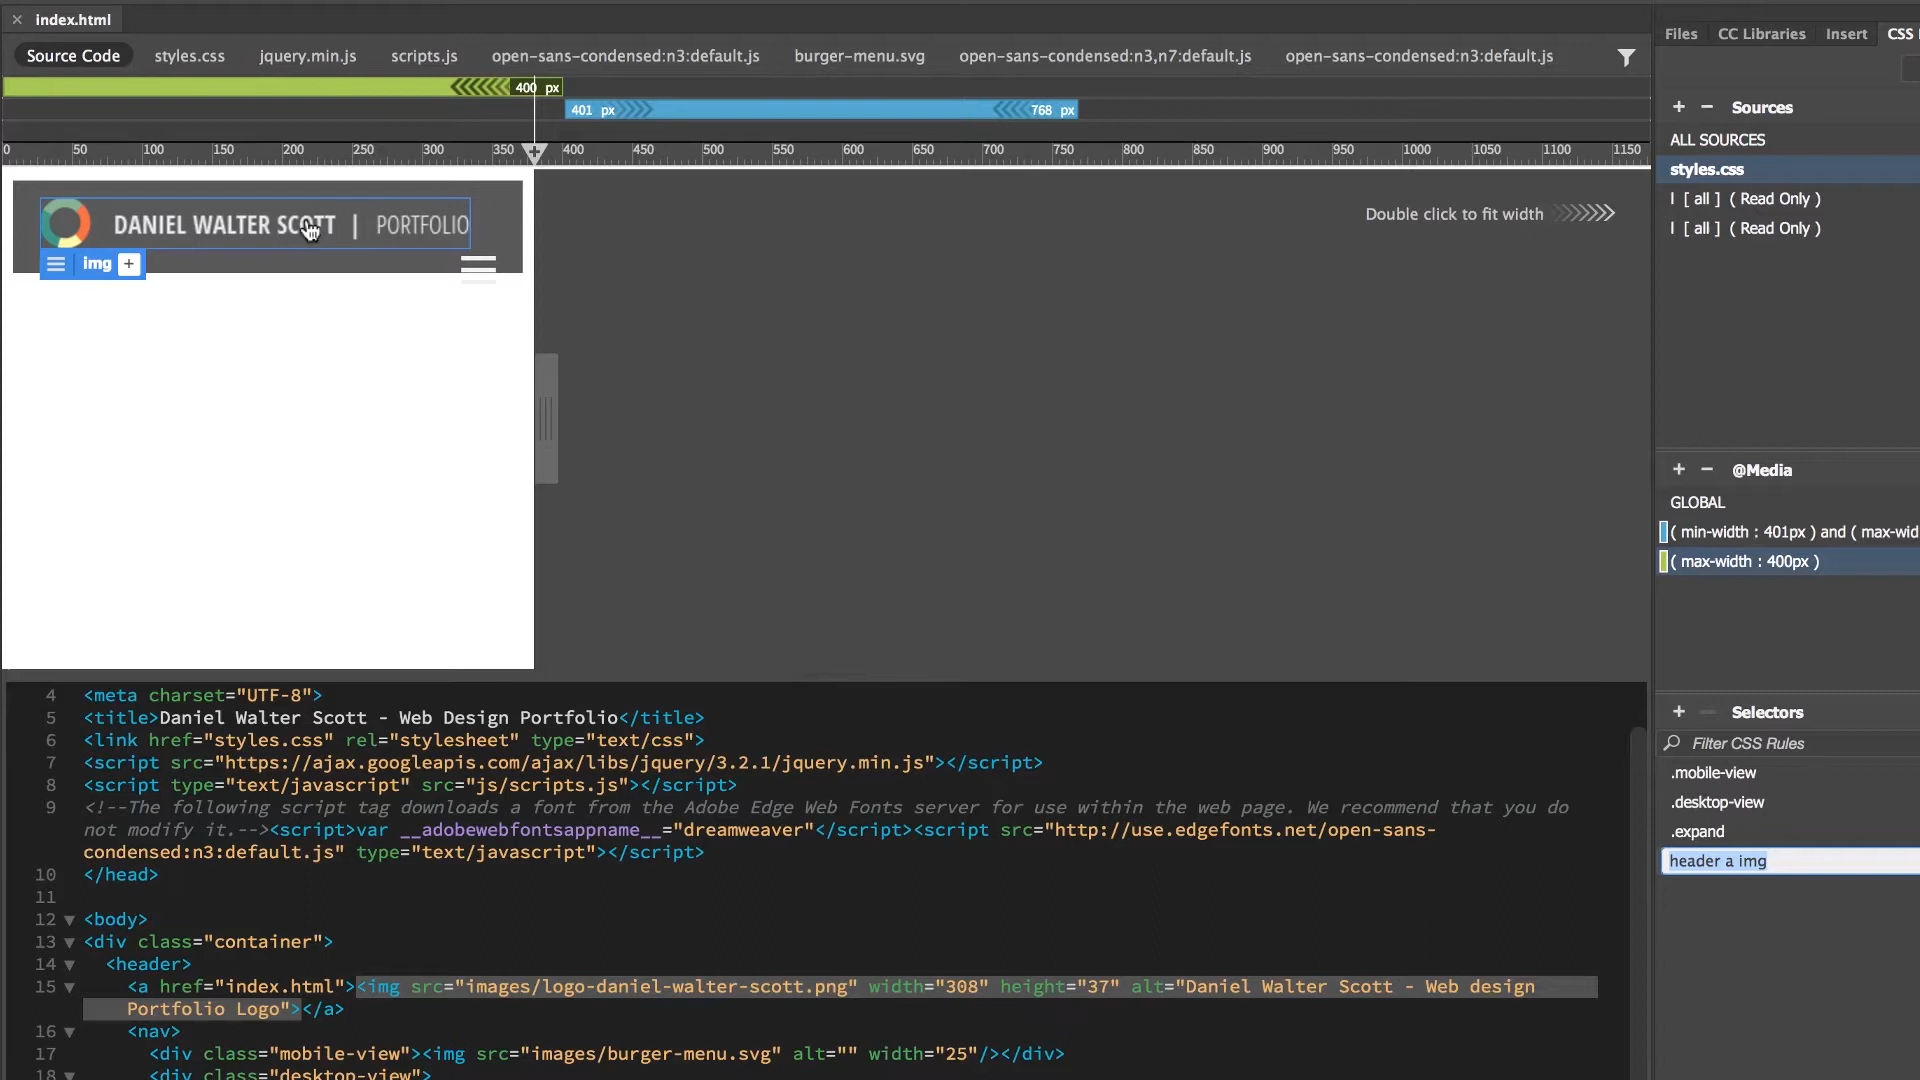 index.html
Files CC Libraries Insert CSS
Source Code styles.css jquery.min.js scripts.js open-sans-condensed:n3:default.js burger-menu.svg open-sans-condensed:n3,n7:default.js open-sans-condensed:n3:default.js
400 px
401 px 768 px
+ − Sources
0 50 100 150 200 250 300 350 400 450 500 550 600 650 700 750 800 850 900 950 1000 1050 1100 1150
ALL SOURCES
styles.css
[ all ] ( Read Only )
[ all ] ( Read Only )
DANIEL WALTER SCOTT | PORTFOLIO
Double click to fit width
img +
+ − @Media
GLOBAL
( min-width : 401px ) and ( max-wid
( max-width : 400px )
4 <meta charset="UTF-8">
5 <title>Daniel Walter Scott - Web Design Portfolio</title>
6 <link href="styles.css" rel="stylesheet" type="text/css">
7 <script src="https://ajax.googleapis.com/ajax/libs/jquery/3.2.1/jquery.min.js"></script>
8 <script type="text/javascript" src="js/scripts.js"></script>
9 <!--The following script tag downloads a font from the Adobe Edge Web Fonts server for use within the web page. We recommend that you do
not modify it.--><script>var __adobewebfontsappname__="dreamweaver"</script><script src="http://use.edgefonts.net/open-sans-
condensed:n3:default.js" type="text/javascript"></script>
10 </head>
11
12 <body>
13 <div class="container">
14 <header>
15 <a href="index.html"><img src="images/logo-daniel-walter-scott.png" width="308" height="37" alt="Daniel Walter Scott - Web design
Portfolio Logo"></a>
16 <nav>
17 <div class="mobile-view"><img src="images/burger-menu.svg" alt="" width="25"/></div>
18 <div class="desktop-view">
+ − Selectors
Filter CSS Rules
.mobile-view
.desktop-view
.expand
header a img